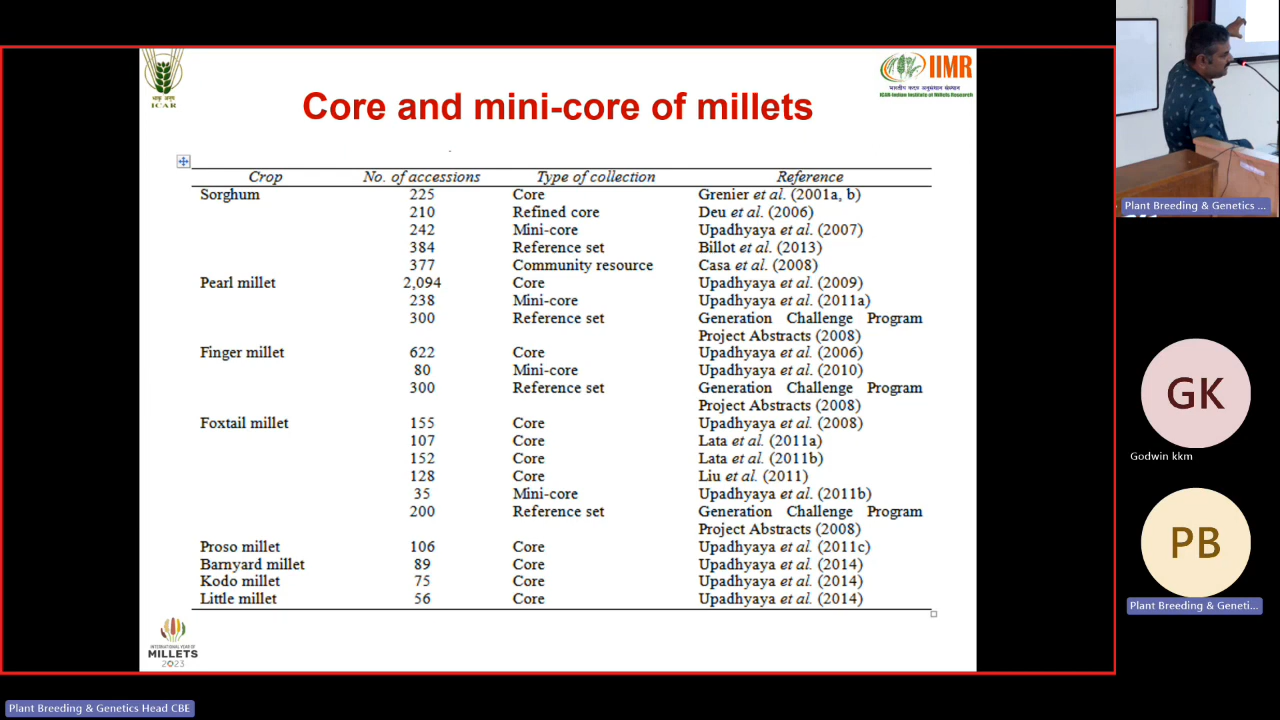 ICAR
IIMR
भारतीय कदन्न अनुसंधान संस्थान
ICAR-Indian Institute of Millets Research
Core and mini-core of millets
Crop No. of accessions Type of collection Reference
Sorghum 225 Core Grenier et al. (2001a, b)
210 Refined core Deu et al. (2006)
242 Mini-core Upadhyaya et al. (2007)
384 Reference set Billot et al. (2013)
377 Community resource Casa et al. (2008)
Pearl millet 2,094 Core Upadhyaya et al. (2009)
238 Mini-core Upadhyaya et al. (2011a)
300 Reference set Generation Challenge Program
Project Abstracts (2008)
Finger millet 622 Core Upadhyaya et al. (2006)
80 Mini-core Upadhyaya et al. (2010)
300 Reference set Generation Challenge Program
Project Abstracts (2008)
Foxtail millet 155 Core Upadhyaya et al. (2008)
107 Core Lata et al. (2011a)
152 Core Lata et al. (2011b)
128 Core Liu et al. (2011)
35 Mini-core Upadhyaya et al. (2011b)
200 Reference set Generation Challenge Program
Project Abstracts (2008)
Proso millet 106 Core Upadhyaya et al. (2011c)
Barnyard millet 89 Core Upadhyaya et al. (2014)
Kodo millet 75 Core Upadhyaya et al. (2014)
Little millet 56 Core Upadhyaya et al. (2014)
INTERNATIONAL YEAR OF
MILLETS
2023
Plant Breeding & Genetics ...
GK
Godwin kkm
PB
Plant Breeding & Geneti...
Plant Breeding & Genetics Head CBE